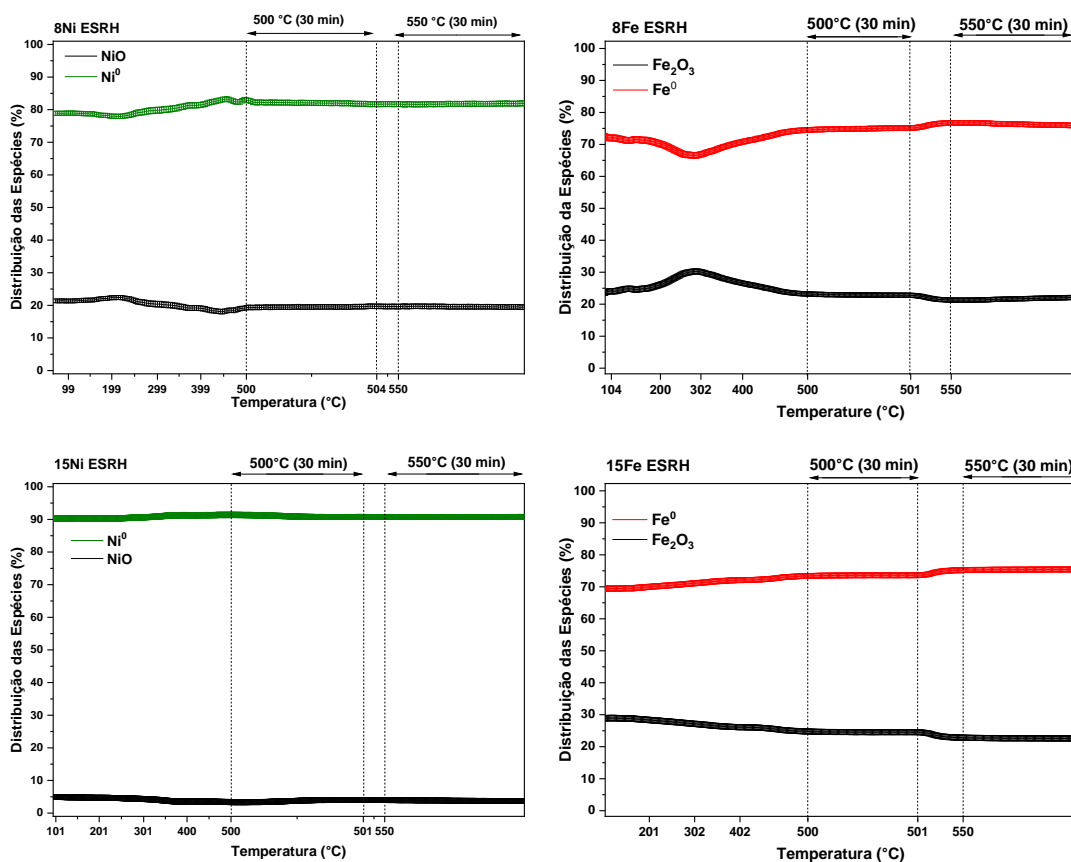 8Ni ESRH
500 °C (30 min)
550°C (30 min)
NiO
Ni⁰
Distribuição das Espécies (%)
100
90
80
70
60
50
40
30
20
10
0
99 199 299 399 500 504 550
Temperatura (°C)
8Fe ESRH
500°C (30 min)
550°C (30 min)
Fe₂O₃
Fe⁰
Distribuição da Espécies (%)
100
90
80
70
60
50
40
30
20
10
0
104 200 302 400 500 501 550
Temperature (°C)
15Ni ESRH
500°C (30 min)
550°C (30 min)
Ni⁰
NiO
Distribuição das Espécies (%)
100
90
80
70
60
50
40
30
20
10
5
0
101 201 301 400 500 501 550
Temperatura (°C)
15Fe ESRH
500°C (30 min)
550°C (30 min)
Fe⁰
Fe₂O₃
Distribuição das Espécies (%)
100
90
80
70
60
50
40
30
20
10
0
201 302 402 500 501 550
Temperatura (°C)